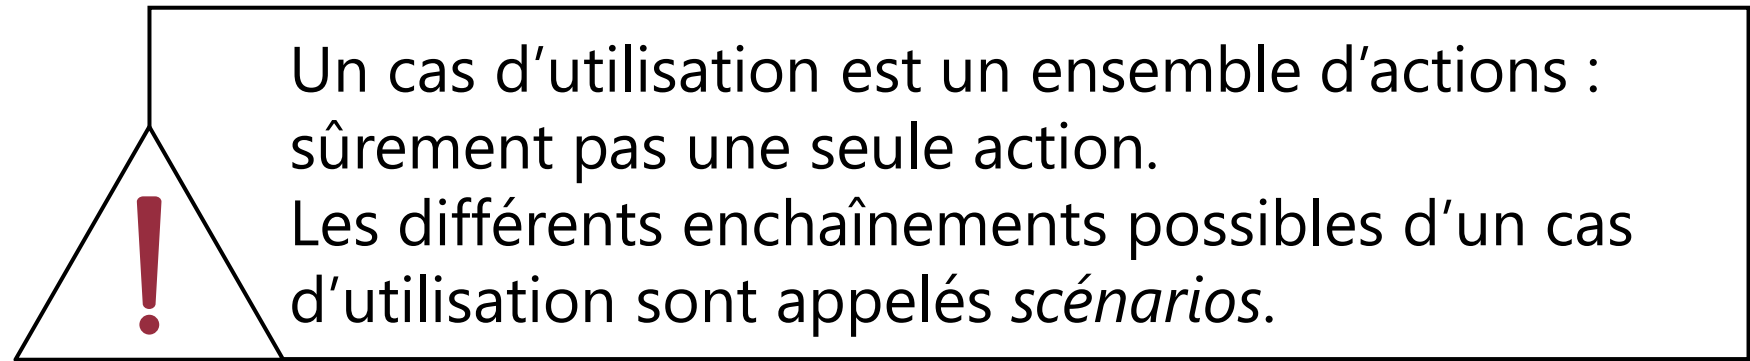 Un cas d’utilisation est un ensemble d’actions :
sûrement pas une seule action.
Les différents enchaînements possibles d’un cas
d’utilisation sont appelés scénarios.